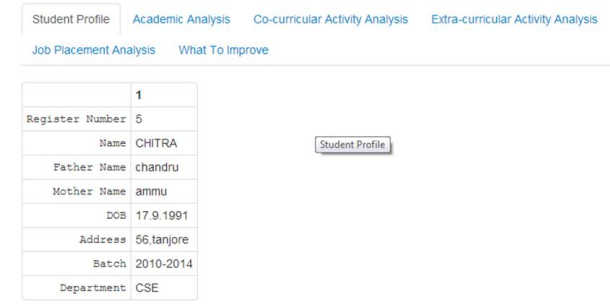 Student Profile Academic Analysis Co-curricular Activity Analysis Extra-curricular Activity Analysis
Job Placement Analysis What To Improve
1
Register Number 5
Name CHITRA
Student Profile
Father Name chandru
Mother Name ammu
DOB 17.9.1991
Address 56,tanjore
Batch 2010-2014
Department CSE